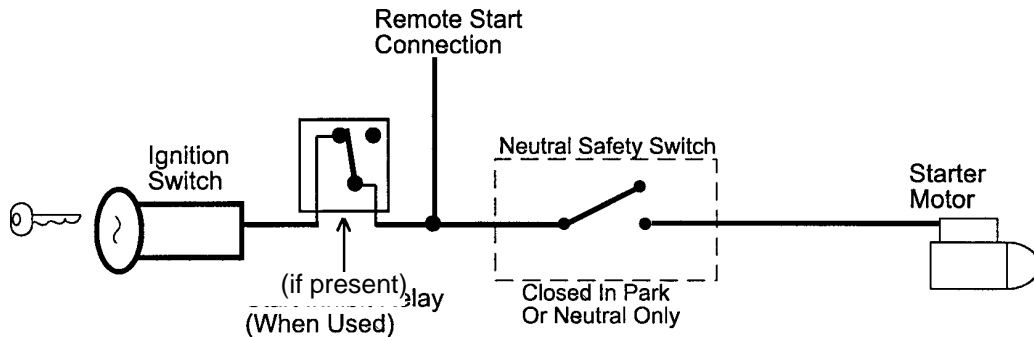 Remote Start
Connection
Ignition
Switch
Neutral Safety Switch
Starter
Motor
(if present)
(When Used)
Closed In Park
Or Neutral Only